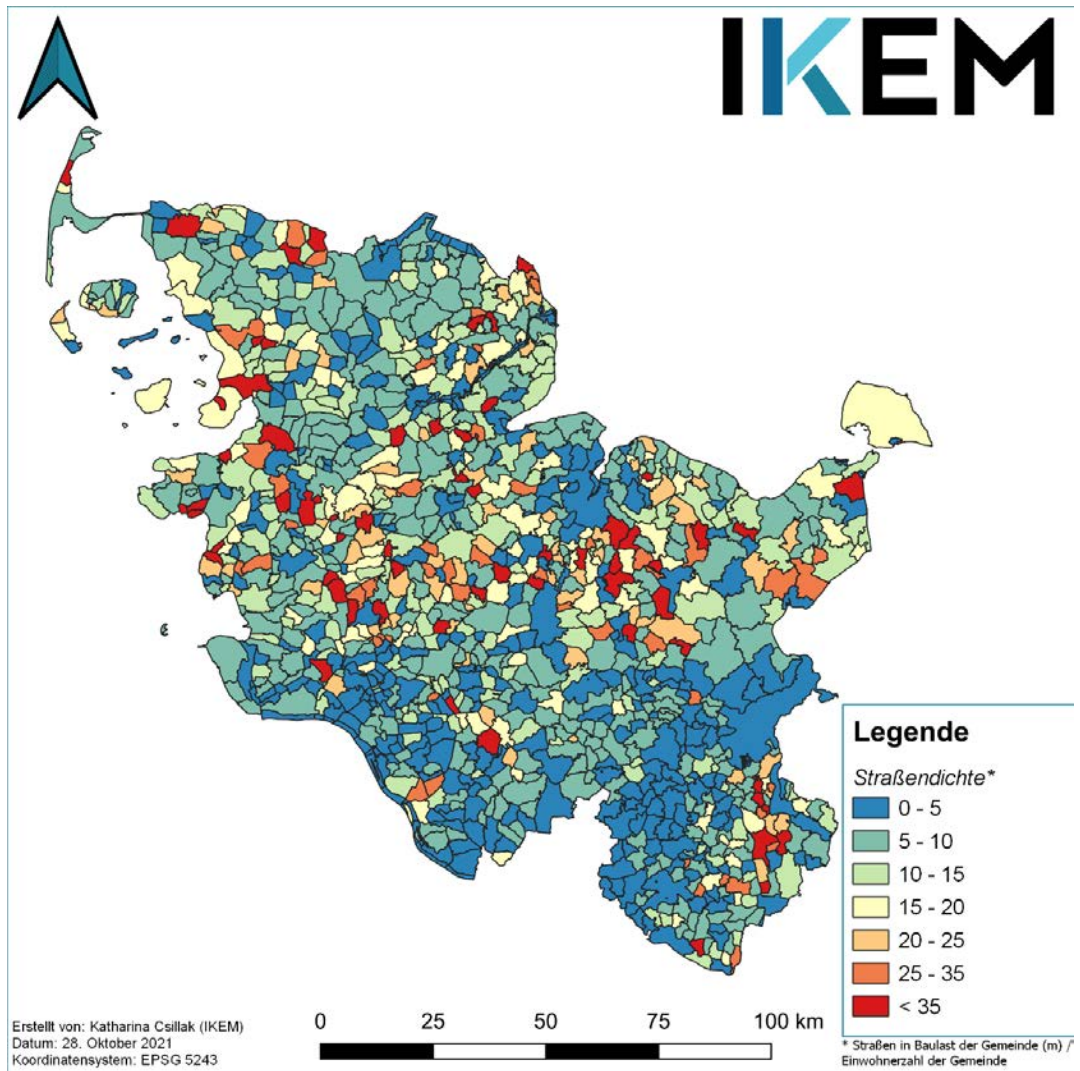 IKEM
Legende
Straßendichte*
0 - 5
5 - 10
10 - 15
15 - 20
20 - 25
25 - 35
< 35
0 25 50 75 100 km
Erstellt von: Katharina Csillak (IKEM)
Datum: 28. Oktober 2021
Koordinatensystem: EPSG 5243
* Straßen in Baulast der Gemeinde (m) /
Einwohnerzahl der Gemeinde